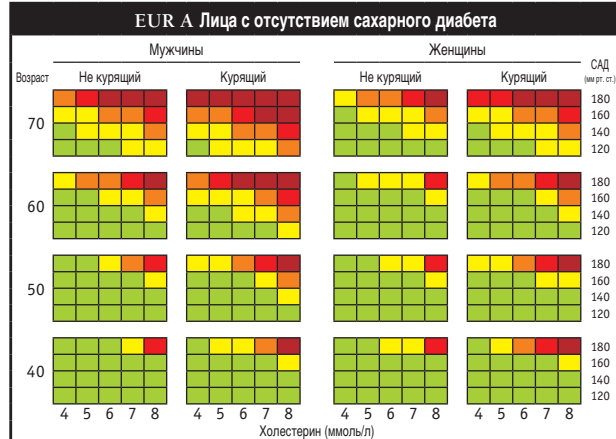 EUR A Лица с отсутствием сахарного диабета
Мужчины Женщины
Возраст Не курящий Курящий Не курящий Курящий САД
(мм рт. ст.)
180
70 160
140
120
180
60 160
140
120
180
50 160
140
120
180
40 160
140
120
4 5 6 7 8 4 5 6 7 8 4 5 6 7 8 4 5 6 7 8
Холестерин (ммоль/л)